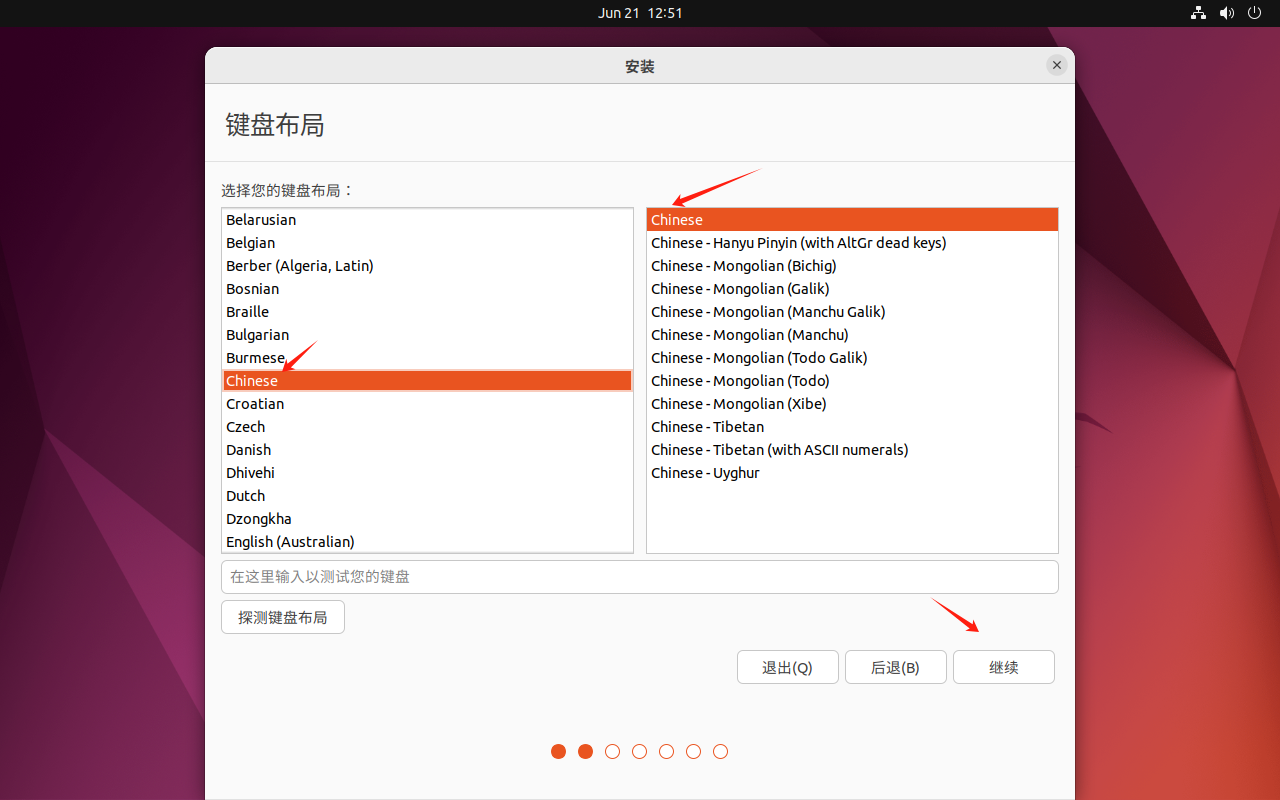 Jun 21 12:51
安装
键盘布局
选择您的键盘布局：
Belarusian
Belgian
Berber (Algeria, Latin)
Bosnian
Braille
Bulgarian
Burmese
Chinese
Croatian
Czech
Danish
Dhivehi
Dutch
Dzongkha
English (Australian)
Chinese
Chinese - Hanyu Pinyin (with AltGr dead keys)
Chinese - Mongolian (Bichig)
Chinese - Mongolian (Galik)
Chinese - Mongolian (Manchu Galik)
Chinese - Mongolian (Manchu)
Chinese - Mongolian (Todo Galik)
Chinese - Mongolian (Todo)
Chinese - Mongolian (Xibe)
Chinese - Tibetan
Chinese - Tibetan (with ASCII numerals)
Chinese - Uyghur
在这里输入以测试您的键盘
探测键盘布局
退出(Q)
后退(B)
继续